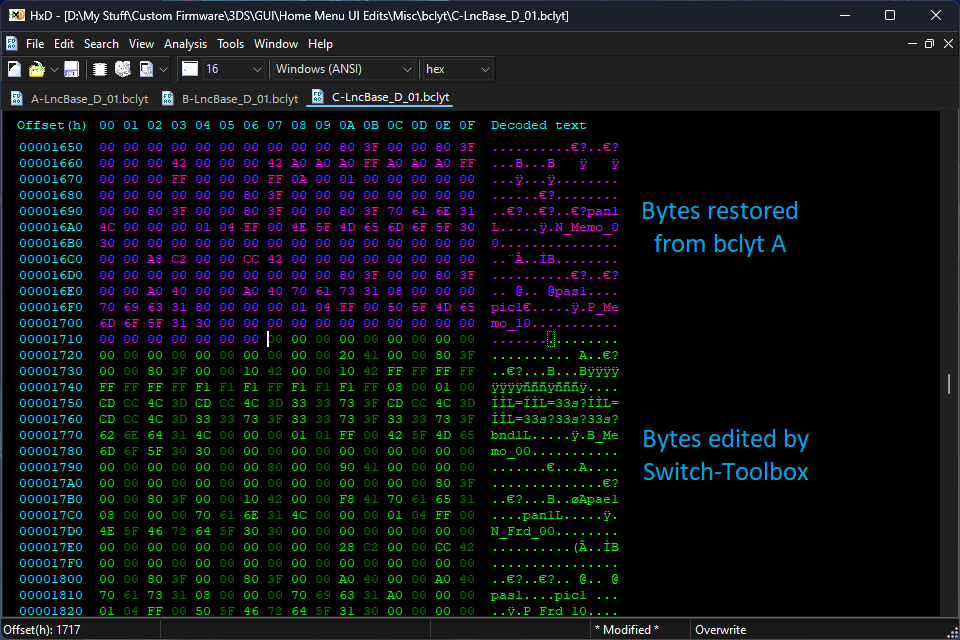 HxD - [D:\My Stuff\Custom Firmware\3DS\GUI\Home Menu UI Edits\Misc\bclyt\C-LncBase_D_01.bclyt]
File Edit Search View Analysis Tools Window Help
16 Windows (ANSI) hex
A-LncBase_D_01.bclyt B-LncBase_D_01.bclyt C-LncBase_D_01.bclyt
Offset(h) 00 01 02 03 04 05 06 07 08 09 0A 0B 0C 0D 0E 0F Decoded text
00001650 00 00 00 00 00 00 00 00 00 00 80 3F 00 00 80 3F ..........€?..€?
00001660 00 00 00 42 00 00 00 42 A0 A0 A0 FF A0 A0 A0 FF ...B...B   ÿ   ÿ
00001670 00 00 00 FF 00 00 00 FF 0A 00 01 00 00 00 00 00 ...ÿ...ÿ........
00001680 00 00 00 00 00 00 80 3F 00 00 00 00 00 00 00 00 ......€?........
00001690 00 00 80 3F 00 00 80 3F 00 00 80 3F 70 61 6E 31 ..€?..€?..€?pan1
000016A0 4C 00 00 00 01 04 FF 00 4E 5F 4D 65 6D 6F 5F 30 L.....ÿ.N_Memo_0
000016B0 30 00 00 00 00 00 00 00 00 00 00 00 00 00 00 00 0...............
000016C0 00 00 A8 C2 00 00 CC 42 00 00 00 00 00 00 00 00 ..¨Â..ÌB........
000016D0 00 00 00 00 00 00 00 00 00 00 80 3F 00 00 80 3F ..........€?..€?
000016E0 00 00 A0 40 00 00 A0 40 70 61 73 31 08 00 00 00 .. @.. @pas1....
000016F0 70 69 63 31 80 00 00 00 01 04 FF 00 50 5F 4D 65 pic1€.....ÿ.P_Me
00001700 6D 6F 5F 31 30 00 00 00 00 00 00 00 00 00 00 00 mo_10...........
00001710 00 00 00 00 00 00 00 00 00 00 00 00 00 00 00 00 ................
00001720 00 00 00 00 00 00 00 00 00 00 20 41 00 00 80 3F .......... A..€?
00001730 00 00 80 3F 00 00 10 42 00 00 10 42 FF FF FF FF ..€?...B...Bÿÿÿÿ
00001740 FF FF FF FF F1 F1 F1 FF F1 F1 F1 FF 08 00 01 00 ÿÿÿÿñññÿñññÿ....
00001750 CD CC 4C 3D CD CC 4C 3D 33 33 73 3F CD CC 4C 3D ÍÌL=ÍÌL=33s?ÍÌL=
00001760 CD CC 4C 3D 33 33 73 3F 33 33 73 3F 33 33 73 3F ÍÌL=33s?33s?33s?
00001770 62 6E 64 31 4C 00 00 00 01 01 FF 00 42 5F 4D 65 bnd1L.....ÿ.B_Me
00001780 6D 6F 5F 30 30 00 00 00 00 00 00 00 00 00 00 00 mo_00...........
00001790 00 00 00 00 00 00 00 80 00 00 90 41 00 00 00 00 .......€...A....
000017A0 00 00 00 00 00 00 00 00 00 00 00 00 00 00 80 3F ..............€?
000017B0 00 00 80 3F 00 00 10 42 00 00 F8 41 70 61 65 31 ..€?...B..øApae1
000017C0 08 00 00 00 70 61 6E 31 4C 00 00 00 01 04 FF 00 ....pan1L.....ÿ.
000017D0 4E 5F 46 72 64 5F 30 30 00 00 00 00 00 00 00 00 N_Frd_00........
000017E0 00 00 00 00 00 00 00 00 00 00 28 C2 00 00 CC 42 ..........(Â..ÌB
000017F0 00 00 00 00 00 00 00 00 00 00 00 00 00 00 00 00 ................
00001800 00 00 80 3F 00 00 80 3F 00 00 A0 40 00 00 A0 40 ..€?..€?.. @.. @
00001810 70 61 73 31 08 00 00 00 70 69 63 31 A0 00 00 00 pas1....pic1 ...
00001820 01 04 FF 00 50 5F 46 72 64 5F 31 30 00 00 00 00 ..ÿ.P_Frd_10....
Bytes restored
from bclyt A
Bytes edited by
Switch-Toolbox
Offset(h): 1717 * Modified * Overwrite